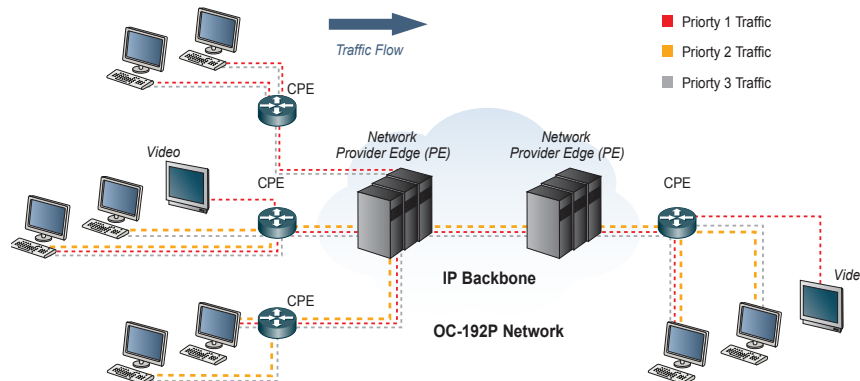 Traffic Flow
Priorty 1 Traffic
Priorty 2 Traffic
Priorty 3 Traffic
CPE
Network
Provider Edge (PE)
Network
Provider Edge (PE)
Video
CPE
CPE
CPE
Vide
IP Backbone
OC-192P Network